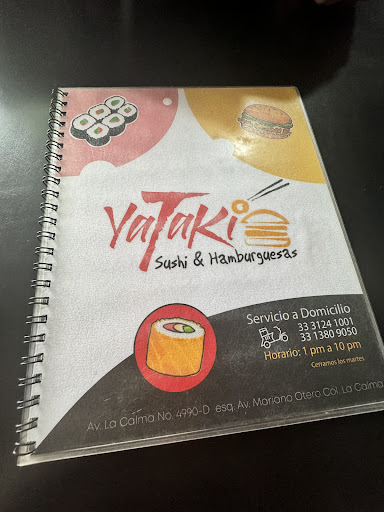 YaTaKi
Sushi & Hamburguesas
Servicio a Domicilio
33 3124 1001
33 1380 9050
Horario: 1 pm a 10 pm
Cerramos los martes
Av. La Calma No. 4990-D esq. Av. Mariano Otero Col. La Calma